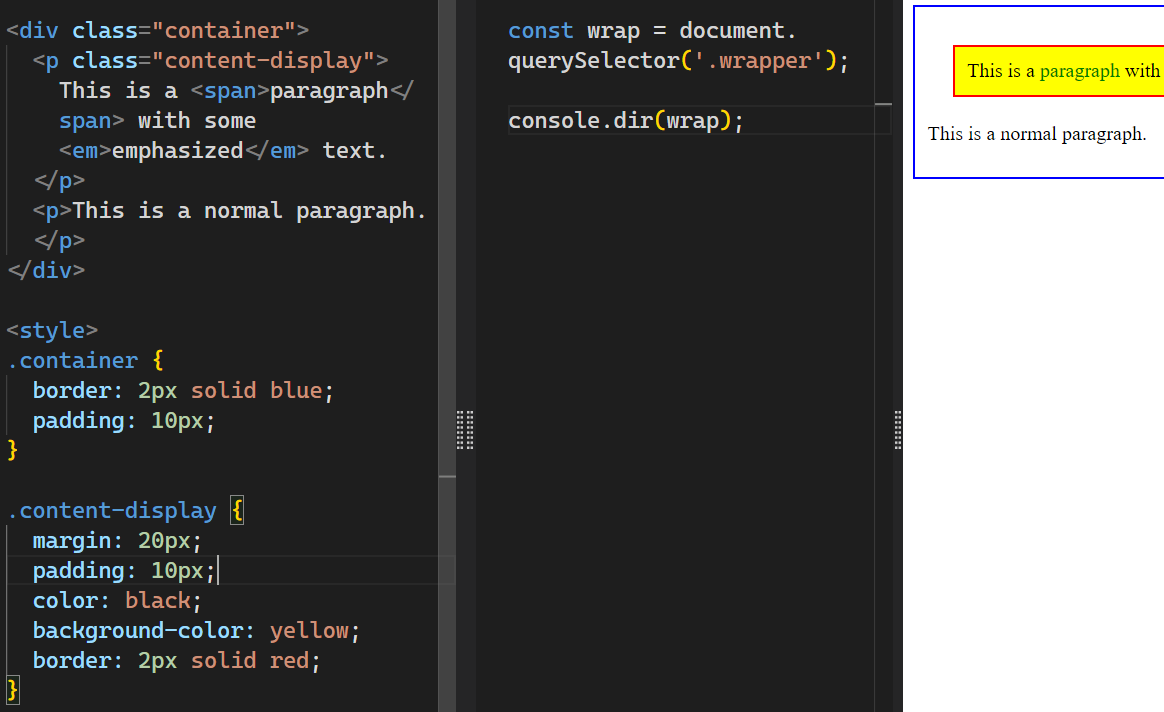 <div class="container">
<p class="content-display">
This is a <span>paragraph</
span> with some
<em>emphasized</em> text.
</p>
<p>This is a normal paragraph.
</p>
</div>
<style>
.container {
border: 2px solid blue;
padding: 10px;
}
.content-display {
margin: 20px;
padding: 10px;
color: black;
background-color: yellow;
border: 2px solid red;
}
const wrap = document.
querySelector('.wrapper');
console.dir(wrap);
This is a paragraph with
This is a normal paragraph.